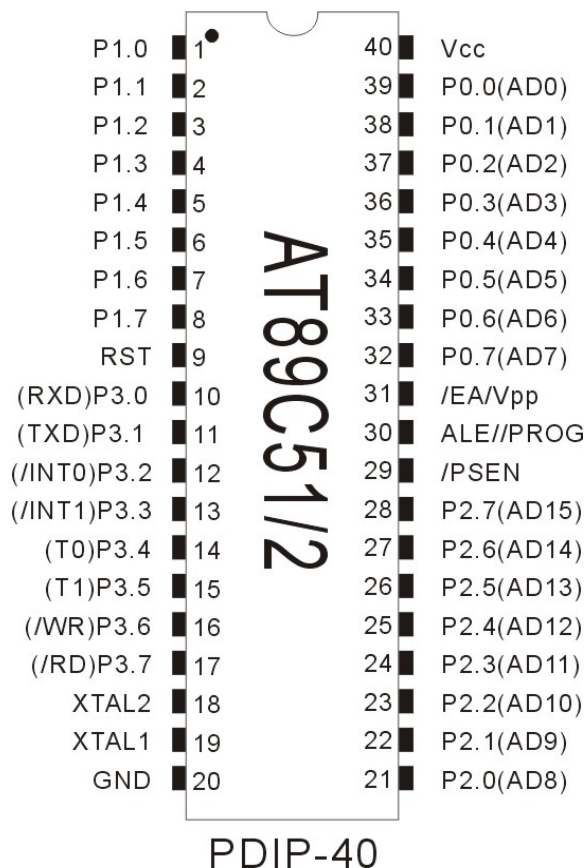 P1.0 1 40 Vcc
P1.1 2 39 P0.0(AD0)
P1.2 3 38 P0.1(AD1)
P1.3 4 37 P0.2(AD2)
P1.4 5 36 P0.3(AD3)
P1.5 6 35 P0.4(AD4)
P1.6 7 34 P0.5(AD5)
P1.7 8 33 P0.6(AD6)
RST 9 32 P0.7(AD7)
(RXD)P3.0 10 31 /EA/Vpp
(TXD)P3.1 11 30 ALE//PROG
(/INT0)P3.2 12 29 /PSEN
(/INT1)P3.3 13 28 P2.7(AD15)
(T0)P3.4 14 27 P2.6(AD14)
(T1)P3.5 15 26 P2.5(AD13)
(/WR)P3.6 16 25 P2.4(AD12)
(/RD)P3.7 17 24 P2.3(AD11)
XTAL2 18 23 P2.2(AD10)
XTAL1 19 22 P2.1(AD9)
GND 20 21 P2.0(AD8)
AT89C51/2
PDIP-40